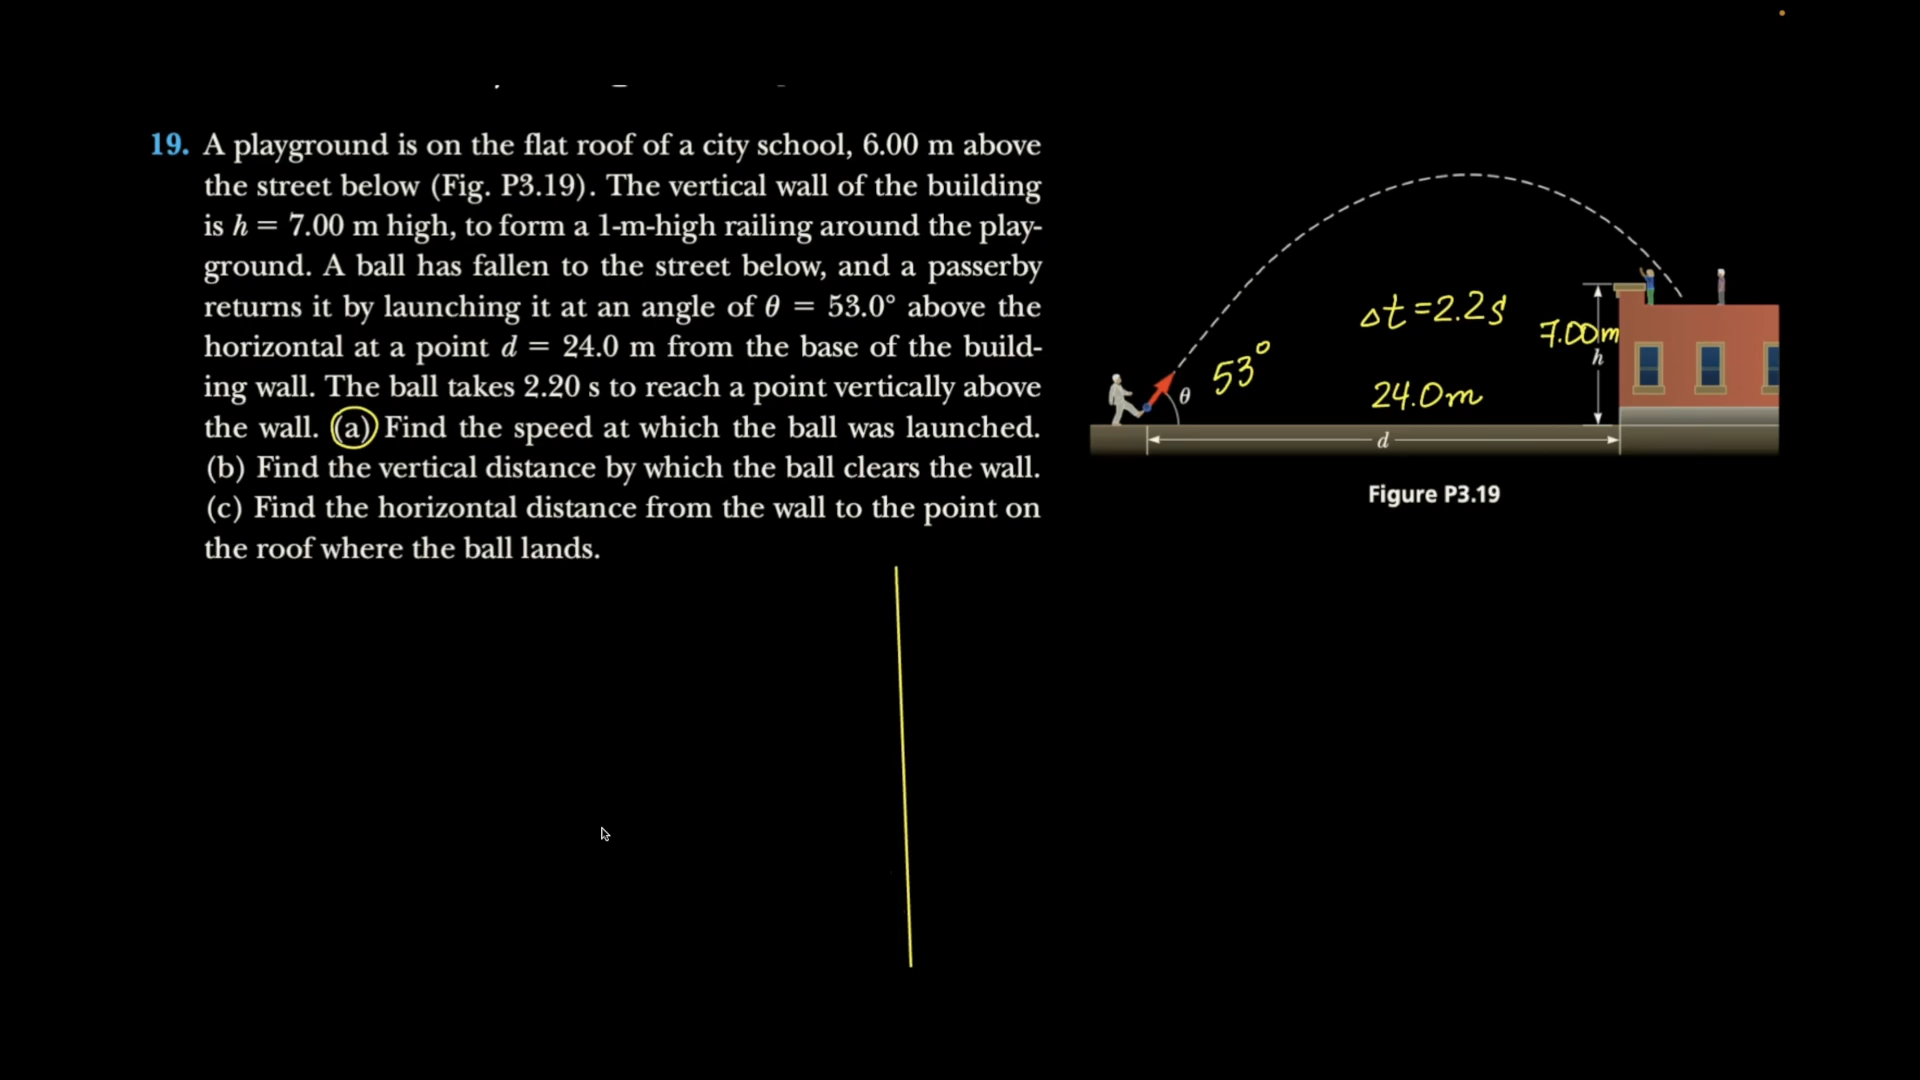 19. A playground is on the flat roof of a city school, 6.00 m above
the street below (Fig. P3.19). The vertical wall of the building
is h = 7.00 m high, to form a 1-m-high railing around the play-
ground. A ball has fallen to the street below, and a passerby
returns it by launching it at an angle of θ = 53.0° above the
horizontal at a point d = 24.0 m from the base of the build-
ing wall. The ball takes 2.20 s to reach a point vertically above
the wall. (a) Find the speed at which the ball was launched.
(b) Find the vertical distance by which the ball clears the wall.
(c) Find the horizontal distance from the wall to the point on
the roof where the ball lands.
Δt = 2.2s
7.00m
h
53°
θ
24.0m
d
Figure P3.19